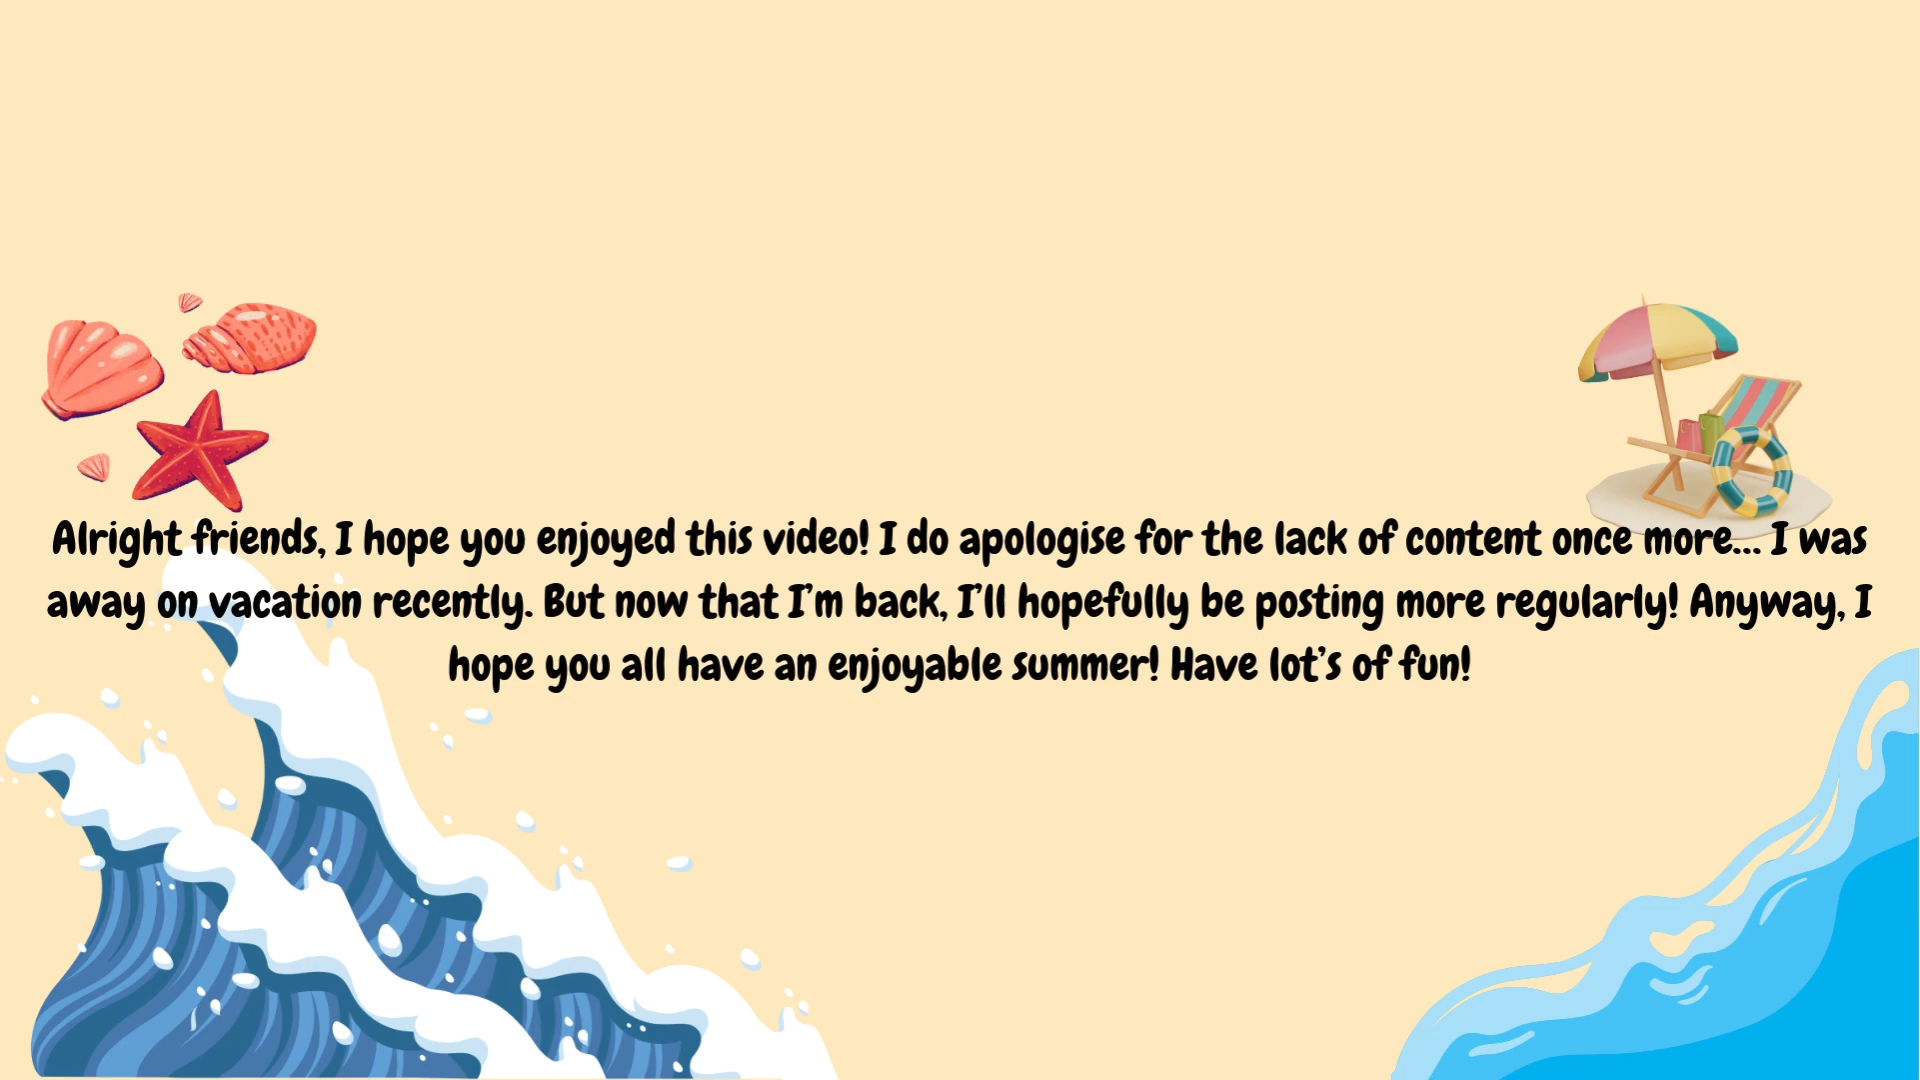 Alright friends, I hope you enjoyed this video! I do apologise for the lack of content once more... I was
away on vacation recently. But now that I'm back, I'll hopefully be posting more regularly! Anyway, I
hope you all have an enjoyable summer! Have lot's of fun!